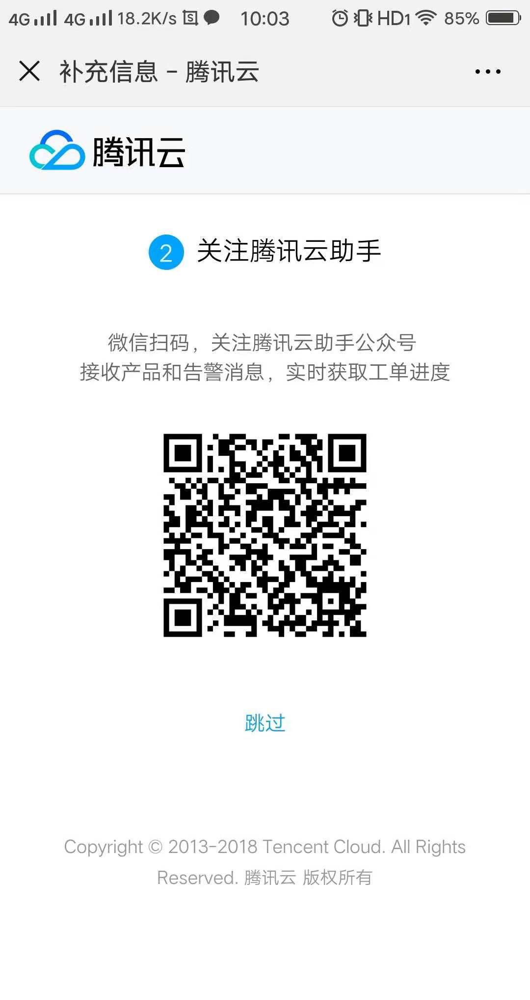 4G 4G 18.2K/s 10:03 HD1 85%
补充信息 - 腾讯云
腾讯云
2 关注腾讯云助手
微信扫码，关注腾讯云助手公众号
接收产品和告警消息，实时获取工单进度
跳过
Copyright © 2013-2018 Tencent Cloud. All Rights
Reserved. 腾讯云 版权所有